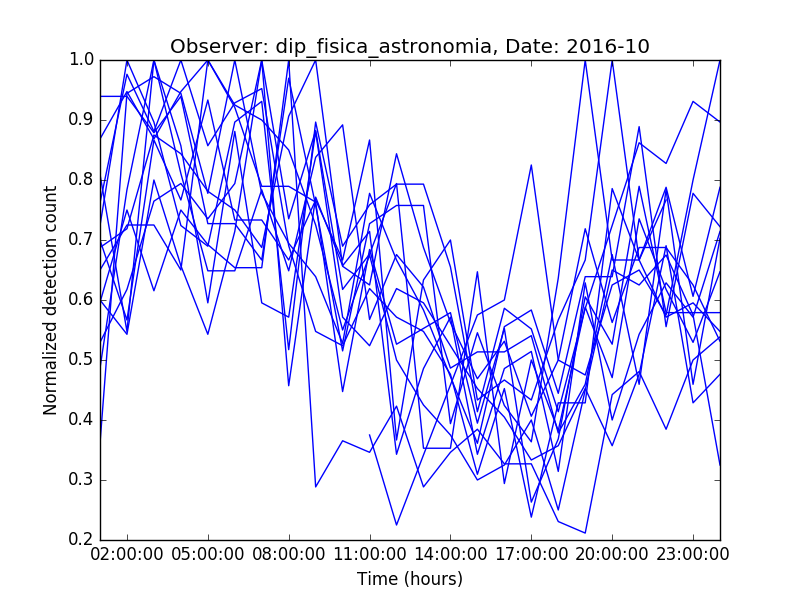 Observer: dip_fisica_astronomia, Date: 2016-10
1.0
0.9
0.8
0.7
0.6
0.5
0.4
0.3
0.2
Normalized detection count
02:00:00 05:00:00 08:00:00 11:00:00 14:00:00 17:00:00 20:00:00 23:00:00
Time (hours)